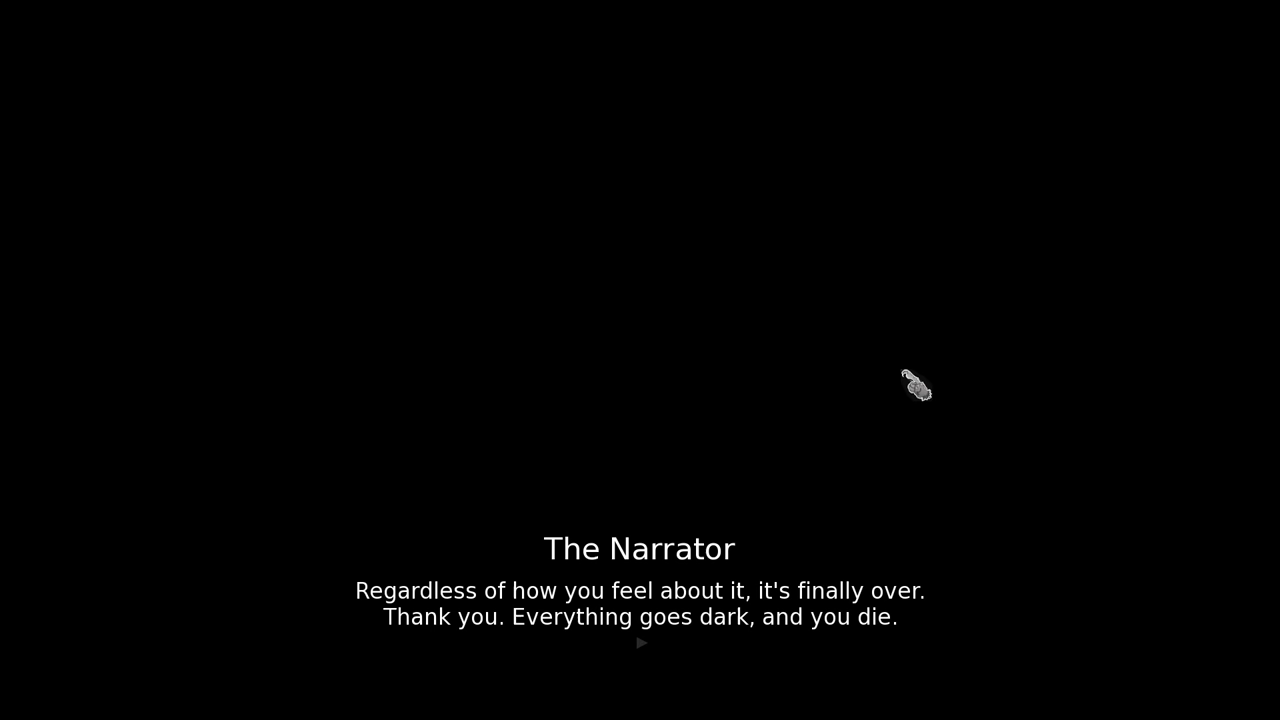 The Narrator
Regardless of how you feel about it, it's finally over.
Thank you. Everything goes dark, and you die.